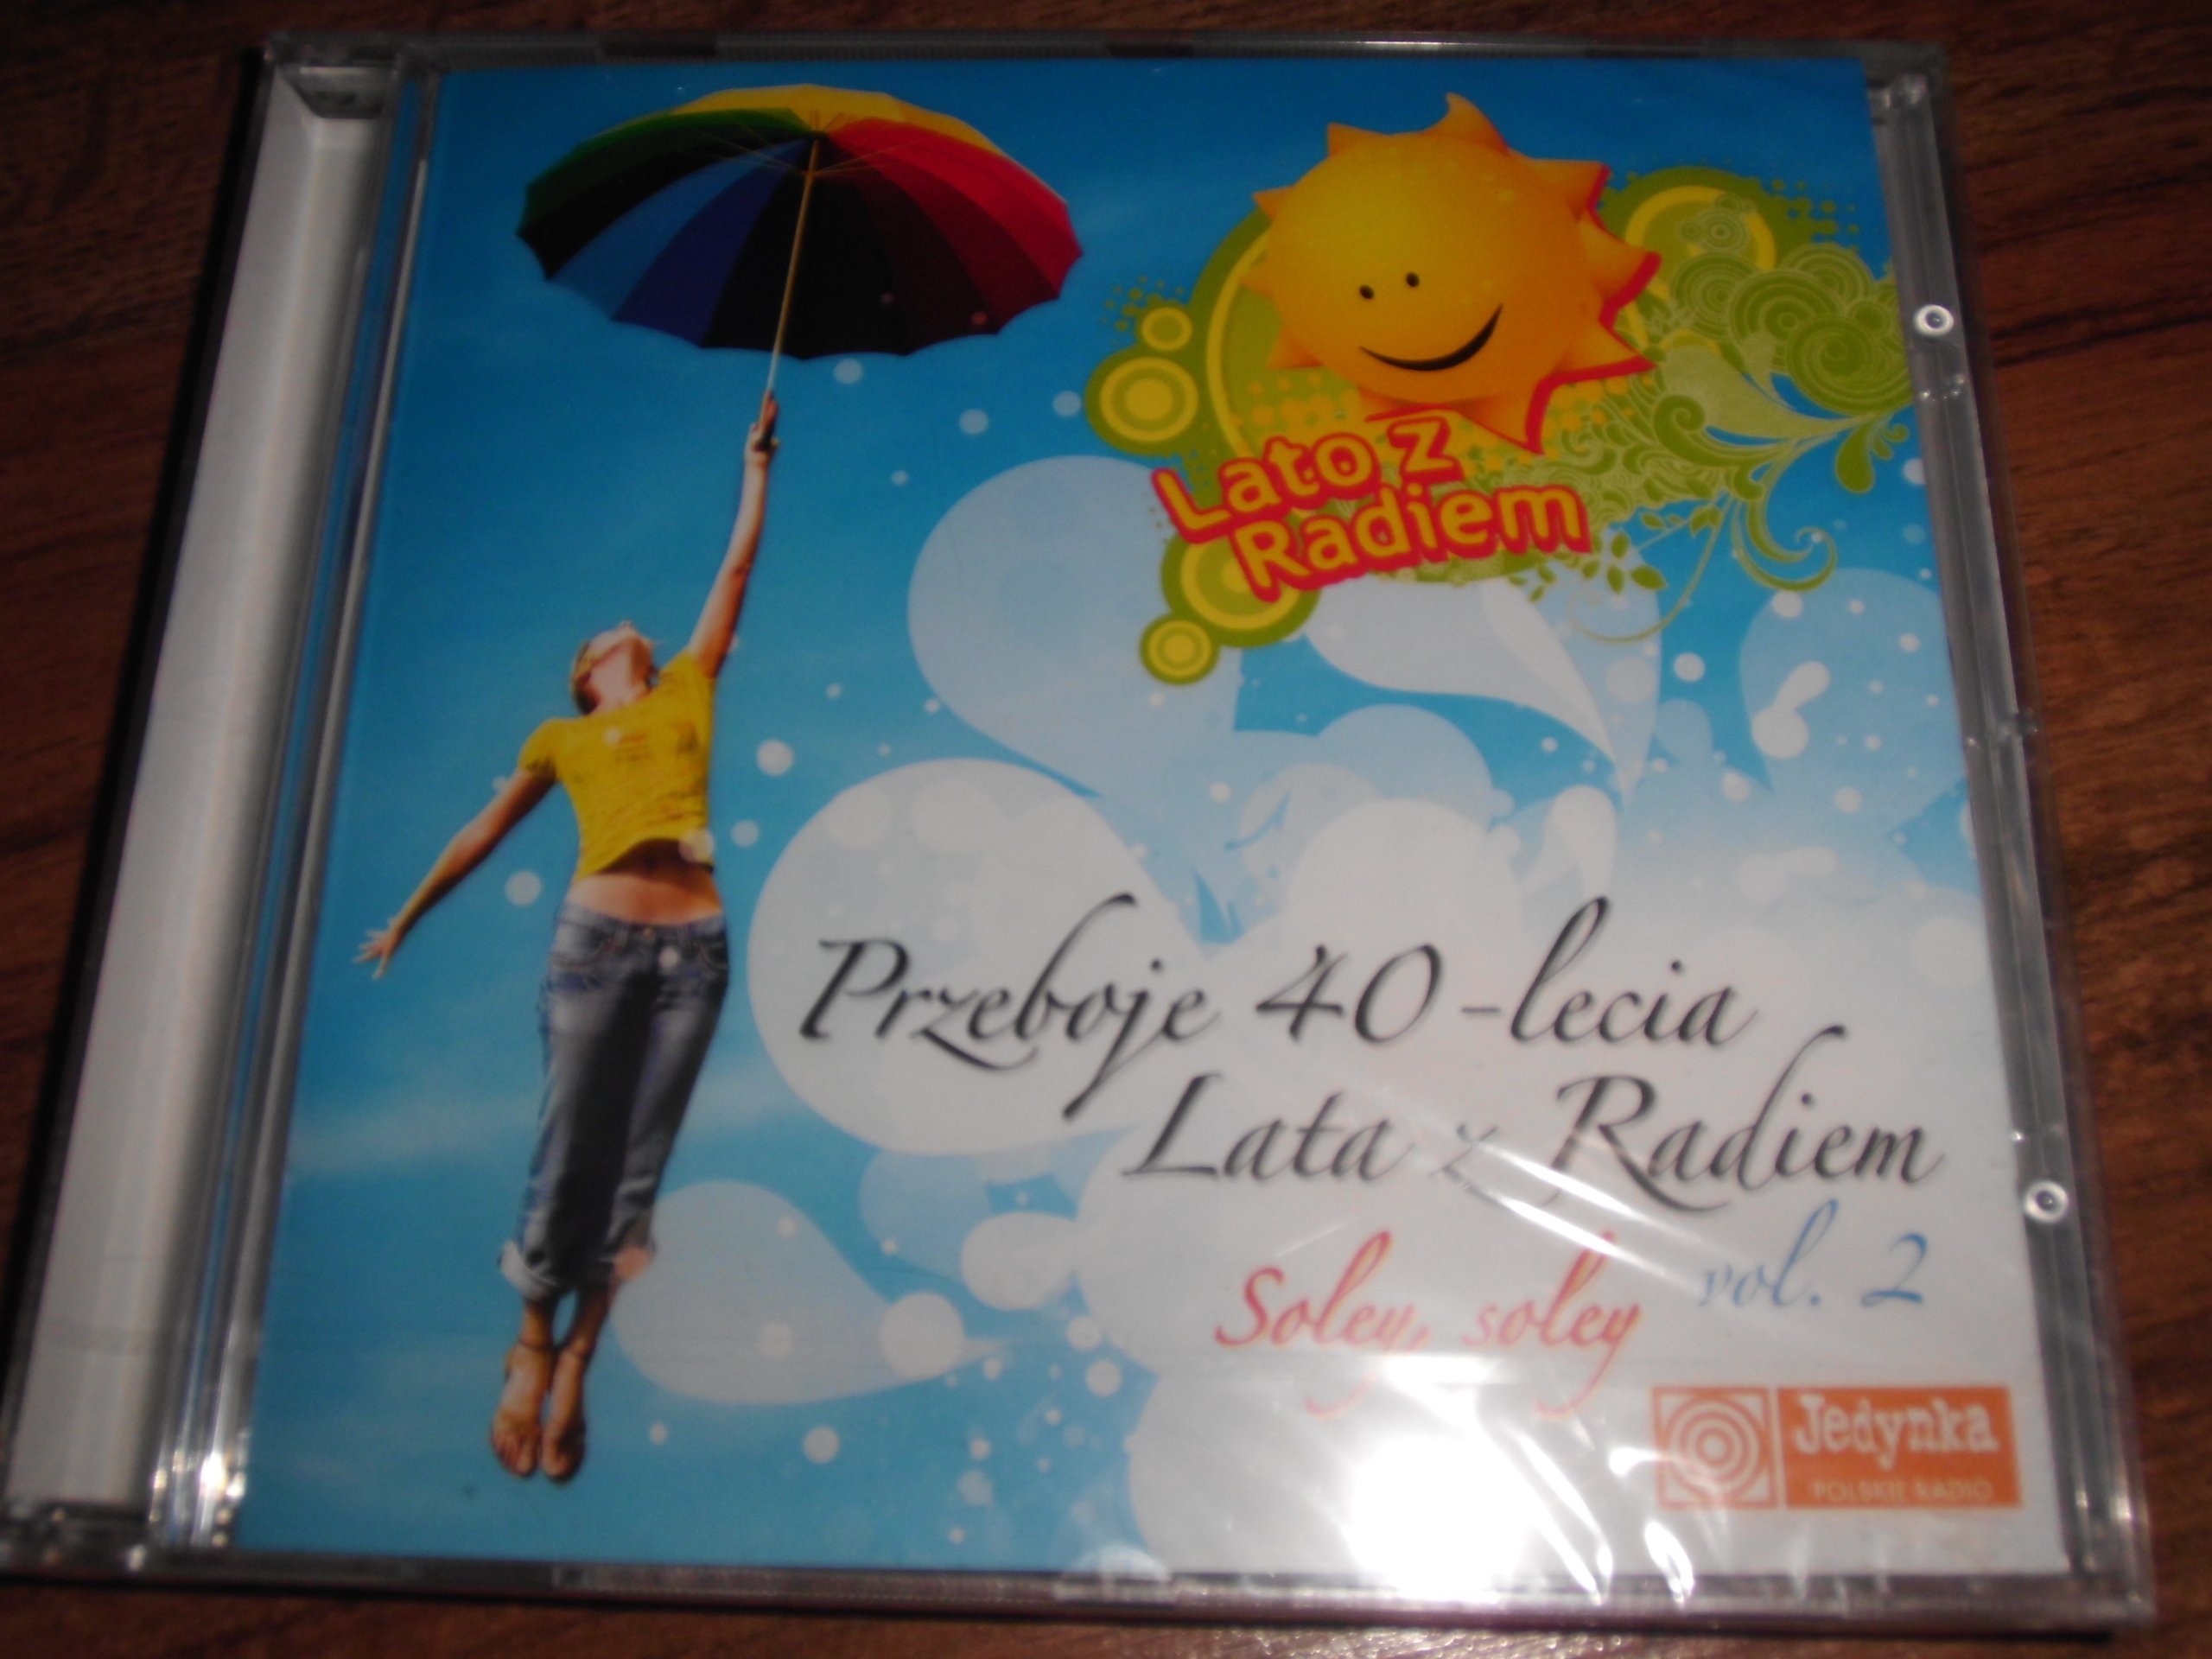 Lato z
Radiem
Przeboje 40-lecia
Lata z Radiem
vol. 2
Soley, soley
Jedynka
POLSKIE RADIO